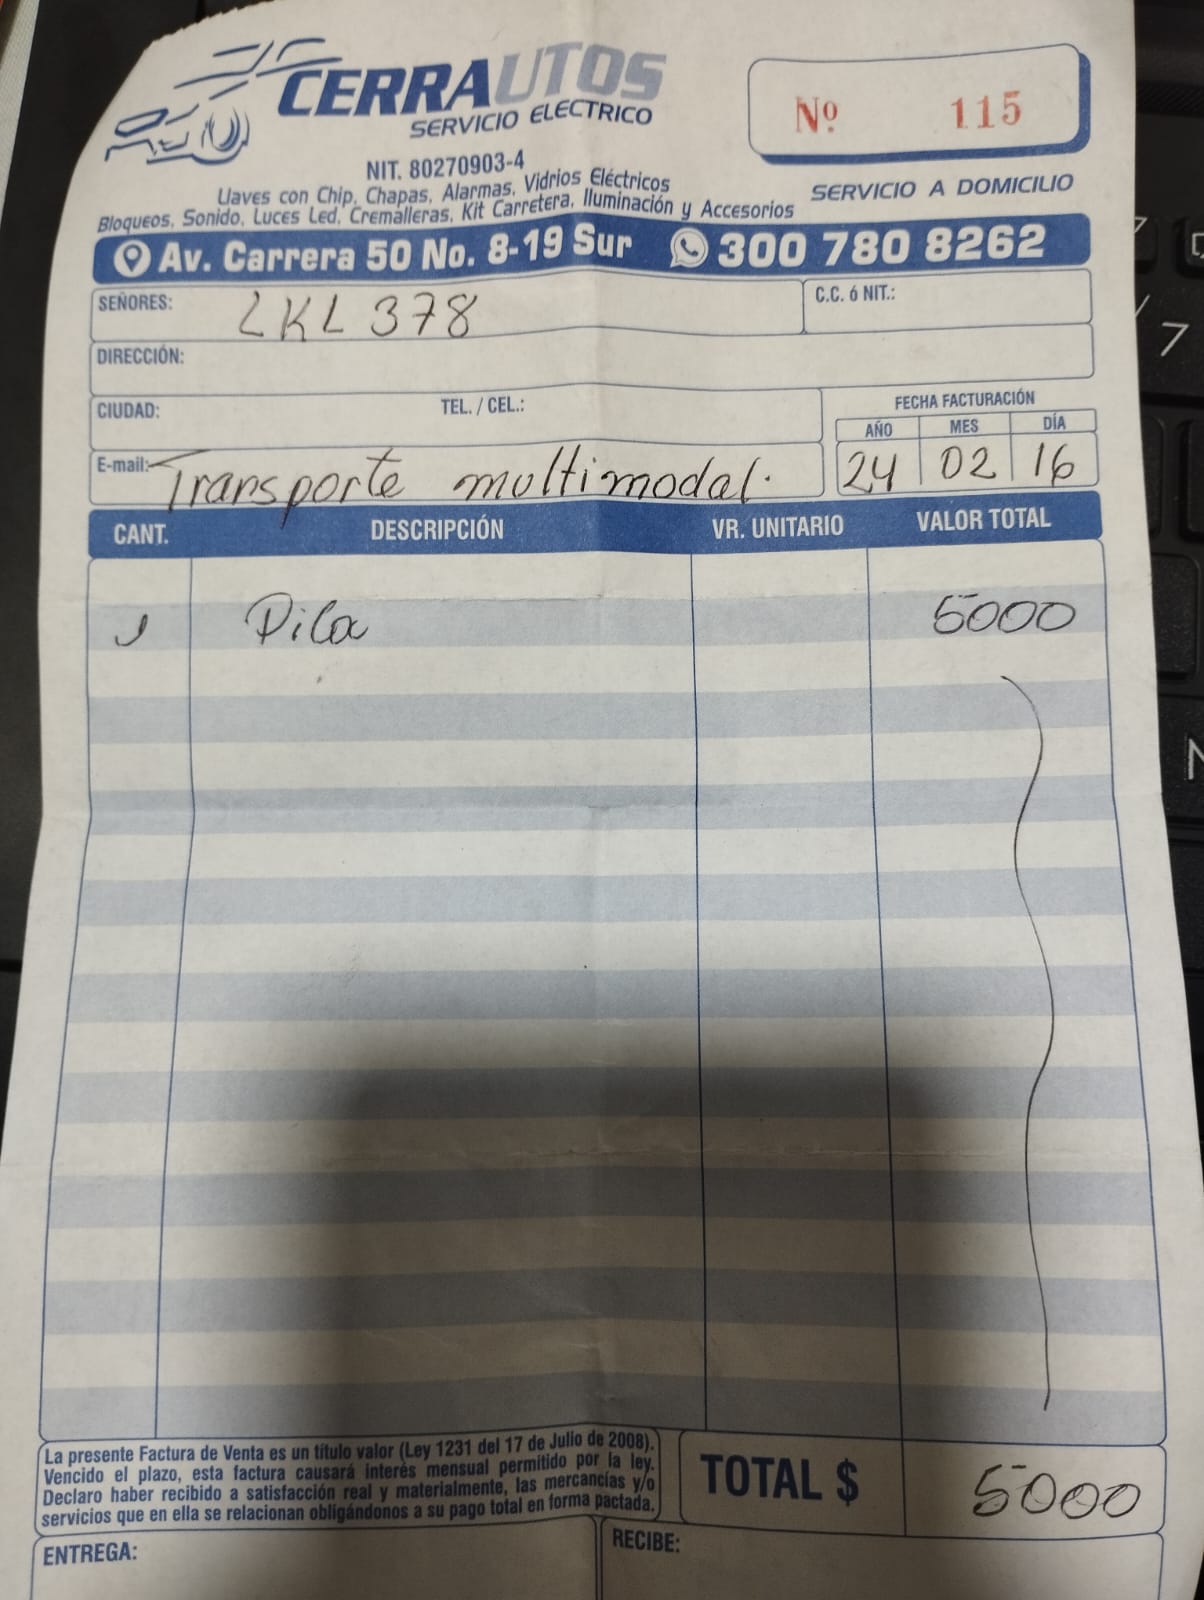 CERRAUTOS
SERVICIO ELECTRICO
Nº 115
NIT. 80270903-4
Llaves con Chip, Chapas, Alarmas, Vidrios Eléctricos
Bloqueos, Sonido, Luces Led, Cremalleras, Kit Carretera, Iluminación y Accesorios
SERVICIO A DOMICILIO
Av. Carrera 50 No. 8-19 Sur 300 780 8262
SEÑORES: LKL 378 C.C. ó NIT.:
DIRECCIÓN:
CIUDAD: TEL. / CEL.:
FECHA FACTURACIÓN
AÑO MES DÍA
E-mail: Transporte multimodal. 24 02 16
CANT. DESCRIPCIÓN VR. UNITARIO VALOR TOTAL
1 Pila 5000
La presente Factura de Venta es un título valor (Ley 1231 del 17 de Julio de 2008).
Vencido el plazo, esta factura causará interés mensual permitido por la ley.
Declaro haber recibido a satisfacción real y materialmente, las mercancías y/o
servicios que en ella se relacionan obligándonos a su pago total en forma pactada.
TOTAL $ 5000
ENTREGA: RECIBE:
7
N